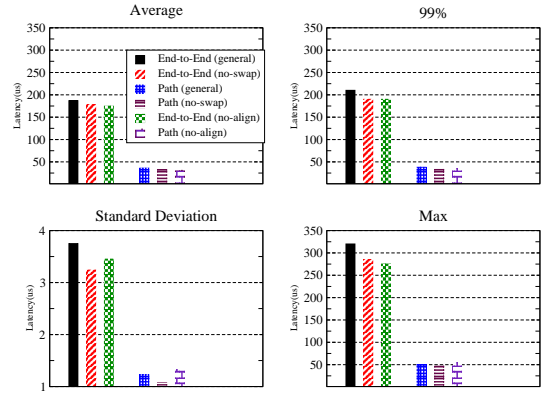 Average
350
300
250
200
150
100
50
Latency(us)
End-to-End (general)
End-to-End (no-swap)
Path (general)
Path (no-swap)
End-to-End (no-align)
Path (no-align)
99%
350
300
250
200
150
100
50
Latency(us)
Standard Deviation
4
3
2
1
Latency(us)
Max
350
300
250
200
150
100
50
Latency(us)